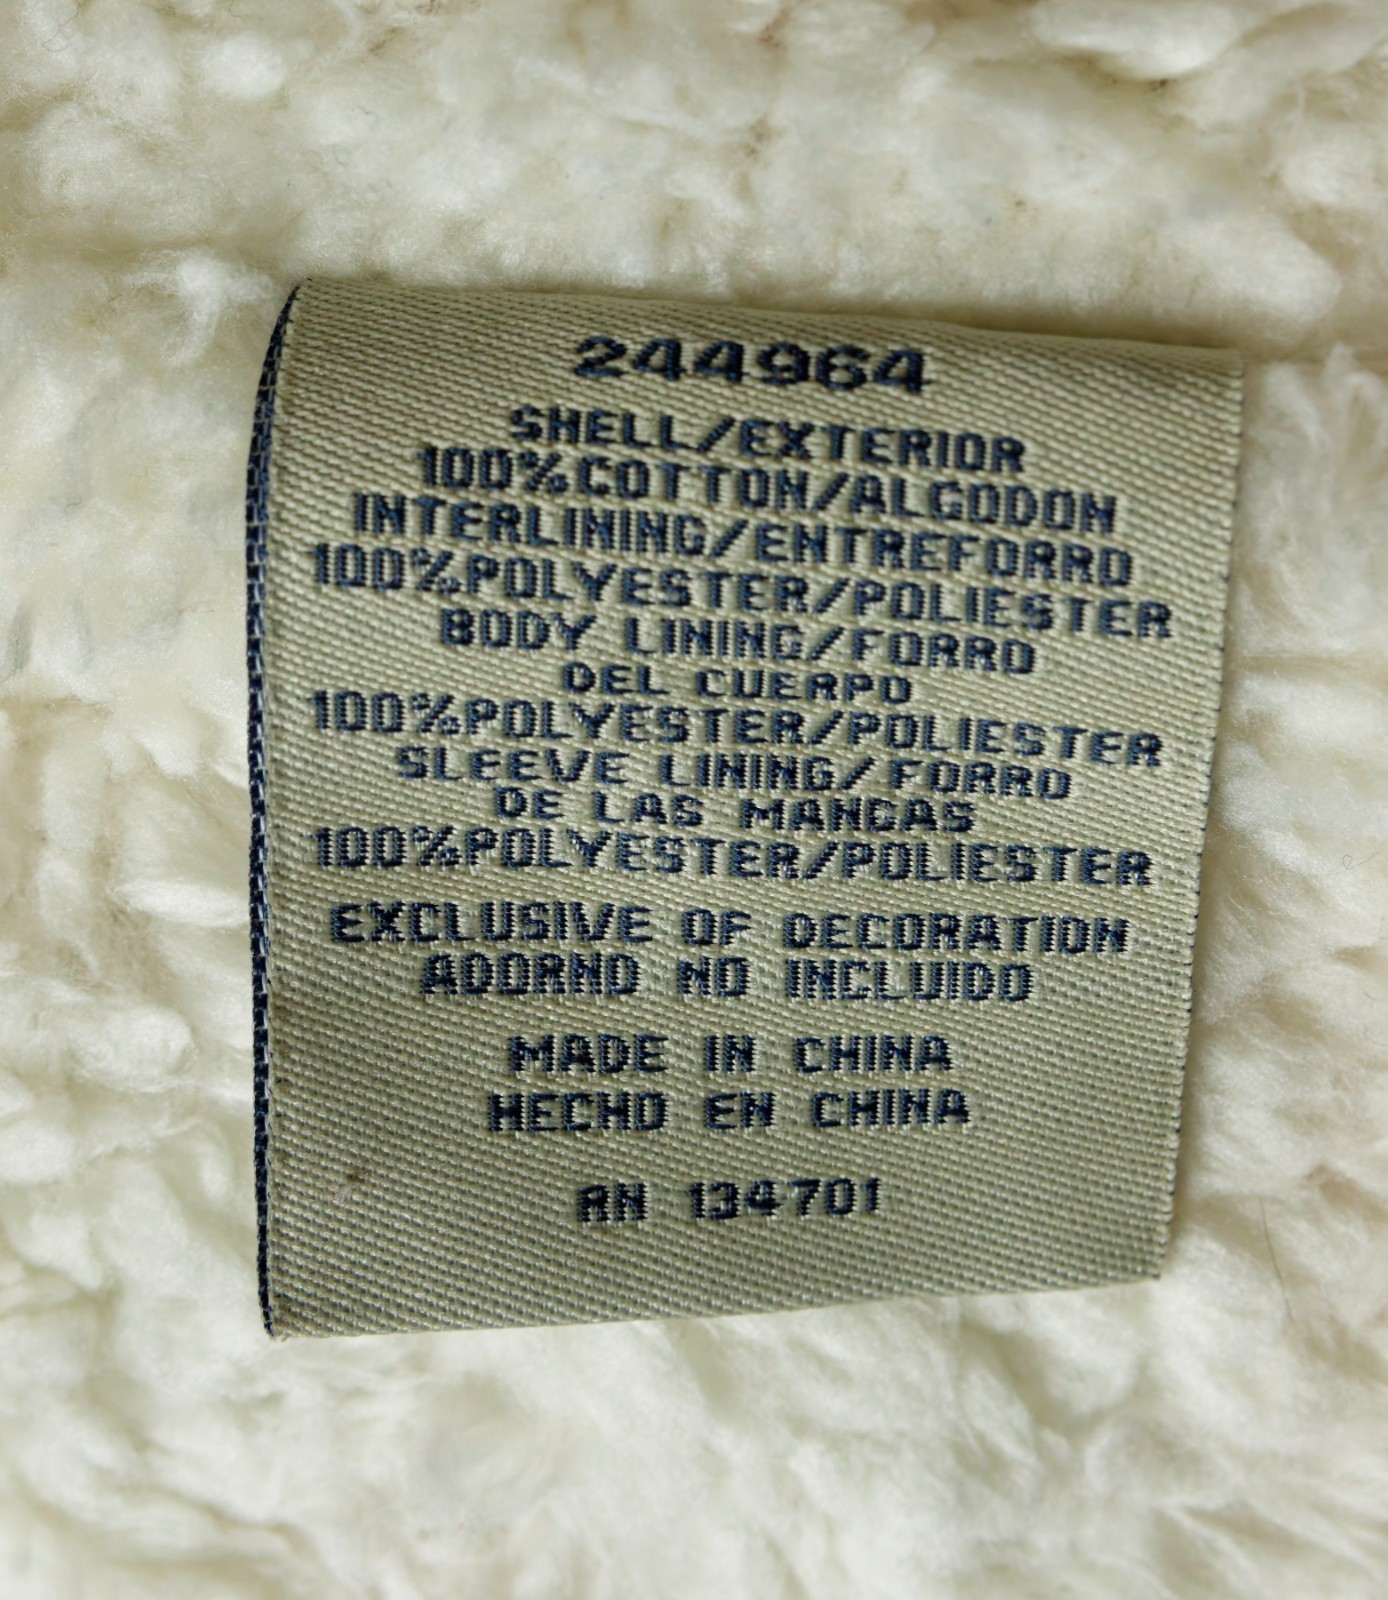 244964
SHELL/EXTERIOR
100%COTTON/ALGODON
INTERLINING/ENTREFORRO
100%POLYESTER/POLIESTER
BODY LINING/FORRO
DEL CUERPO
100%POLYESTER/POLIESTER
SLEEVE LINING/FORRO
DE LAS MANGAS
100%POLYESTER/POLIESTER
EXCLUSIVE OF DECORATION
ADORNO NO INCLUIDO
MADE IN CHINA
HECHO EN CHINA
RN 134701